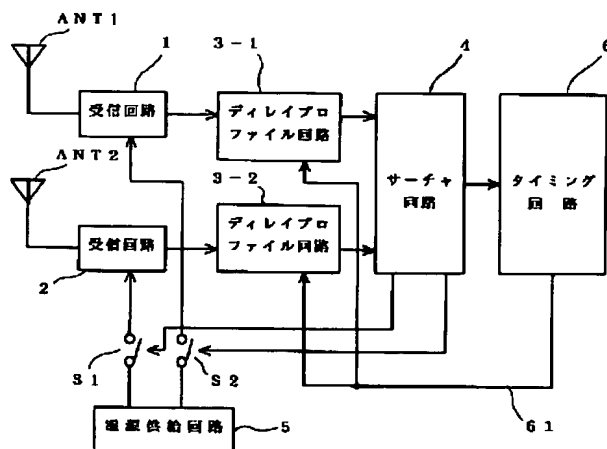 ANT1
1
3-1
4
6
受付回路
ディレイプロ
ファイル回路
サーチャ
回路
タイミング
回路
ANT2
3-2
受信回路
2
ディレイプロ
ファイル回路
S1
S2
61
電源供給回路
5